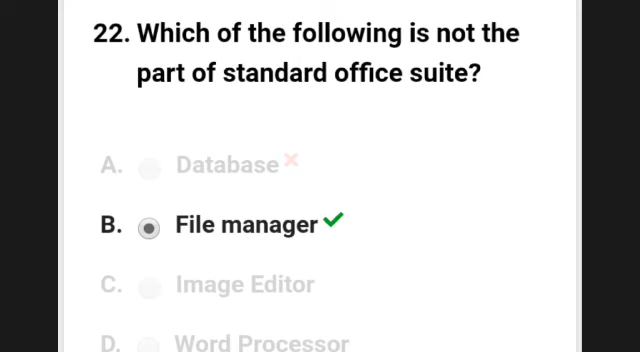 22. Which of the following is not the
part of standard office suite?
A. Database
B. File manager
C. Image Editor
D. Word Processor